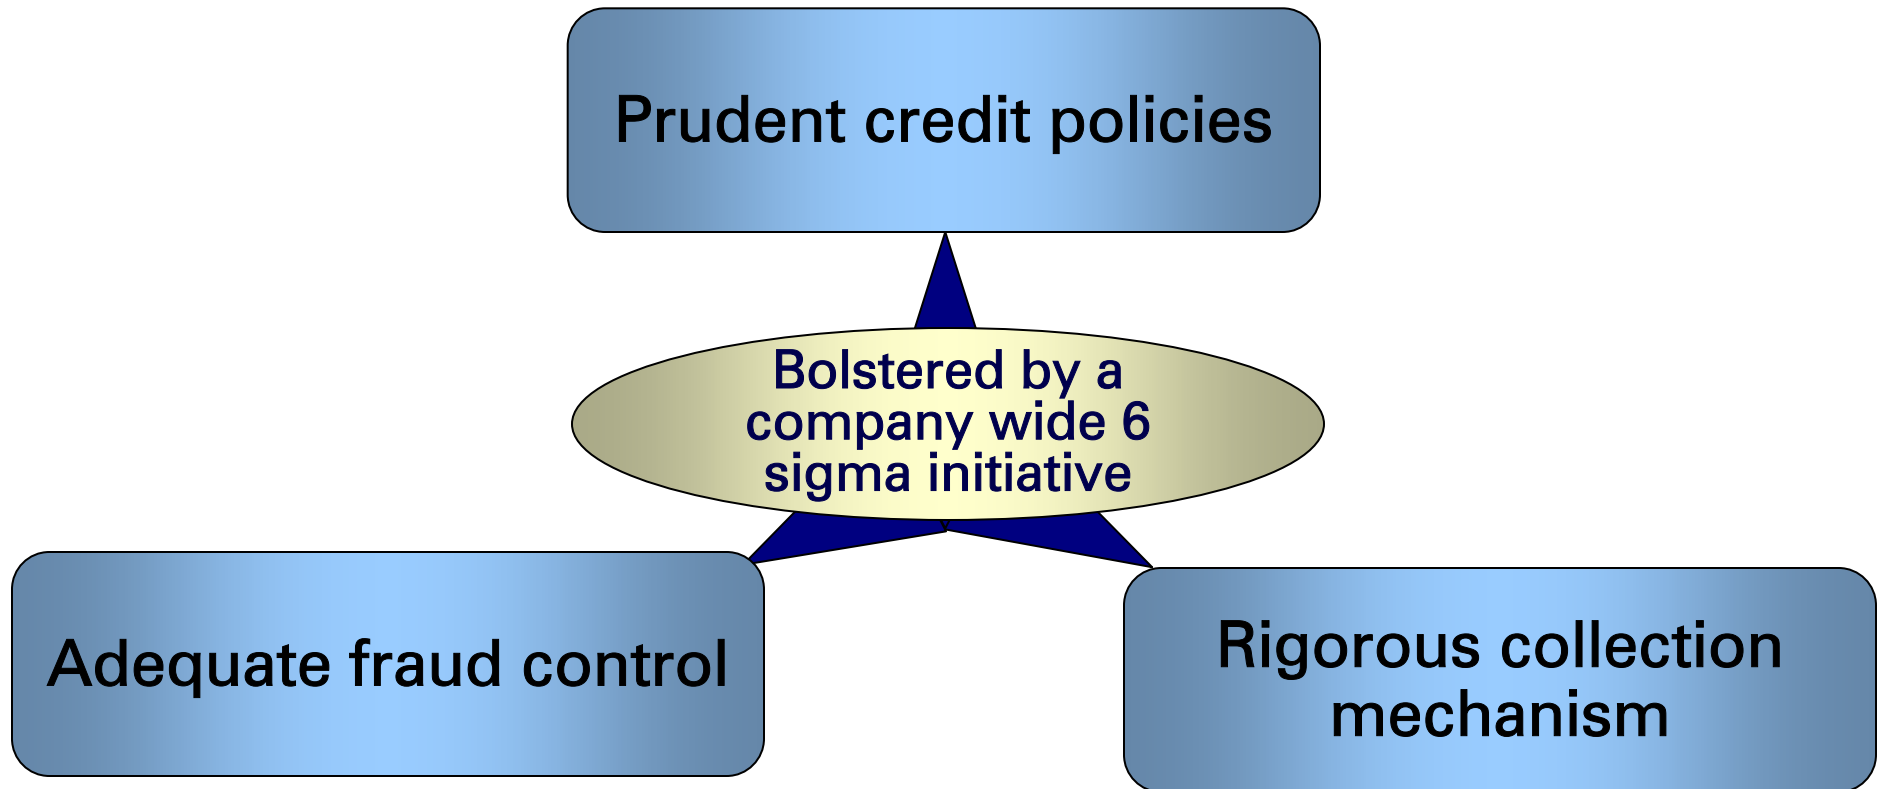 Prudent credit policies
Bolstered by a
company wide 6
sigma initiative
Adequate fraud control
Rigorous collection
mechanism